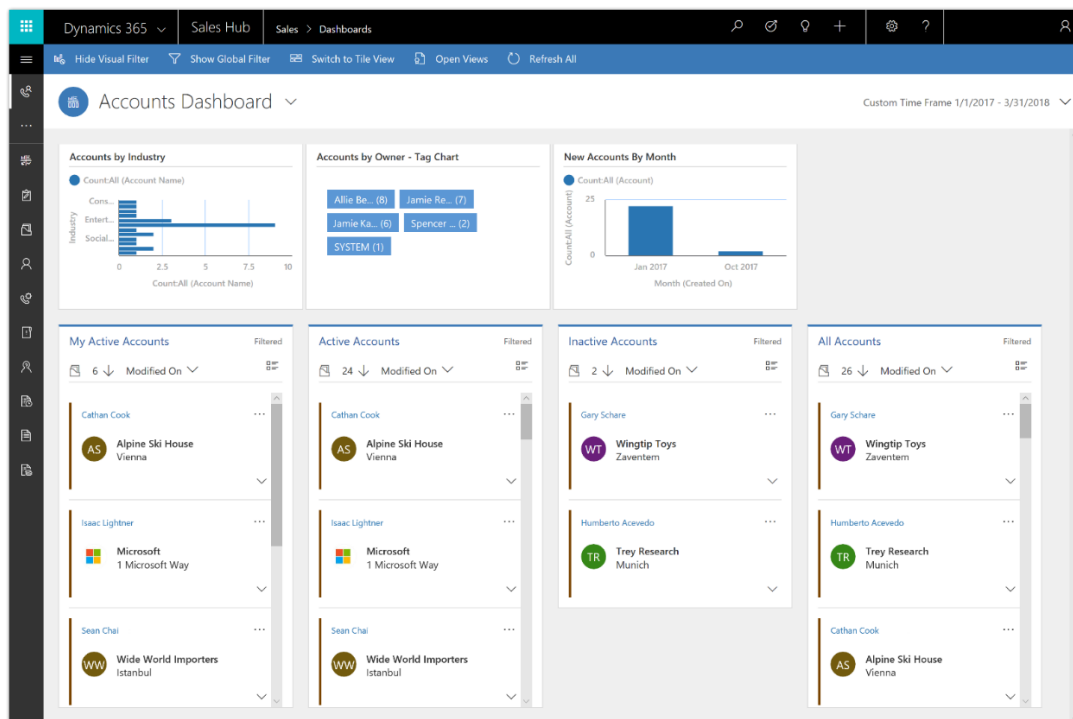 Dynamics 365 Sales Hub Sales > Dashboards ?
Hide Visual Filter Show Global Filter Switch to Tile View Open Views Refresh All
Accounts Dashboard
Custom Time Frame 1/1/2017 - 3/31/2018
Accounts by Industry
Count:All (Account Name)
Industry
Cons...
Entert...
Social...
0 2.5 5 7.5 10
Count:All (Account Name)
Accounts by Owner - Tag Chart
Allie Be... (8) Jamie Re... (7)
Jamie Ka... (6) Spencer ... (2)
SYSTEM (1)
New Accounts By Month
Count:All (Account)
Count:All (Account)
25
0
Jan 2017 Oct 2017
Month (Created On)
My Active Accounts Filtered
6 Modified On
Cathan Cook ...
AS Alpine Ski House
Vienna
Isaac Lightner ...
Microsoft
1 Microsoft Way
Sean Chai ...
WW Wide World Importers
Istanbul
Active Accounts Filtered
24 Modified On
Cathan Cook ...
AS Alpine Ski House
Vienna
Isaac Lightner ...
Microsoft
1 Microsoft Way
Sean Chai ...
WW Wide World Importers
Istanbul
Inactive Accounts Filtered
2 Modified On
Gary Schare ...
WT Wingtip Toys
Zaventem
Humberto Acevedo ...
TR Trey Research
Munich
All Accounts Filtered
26 Modified On
Gary Schare ...
WT Wingtip Toys
Zaventem
Humberto Acevedo ...
TR Trey Research
Munich
Cathan Cook ...
AS Alpine Ski House
Vienna